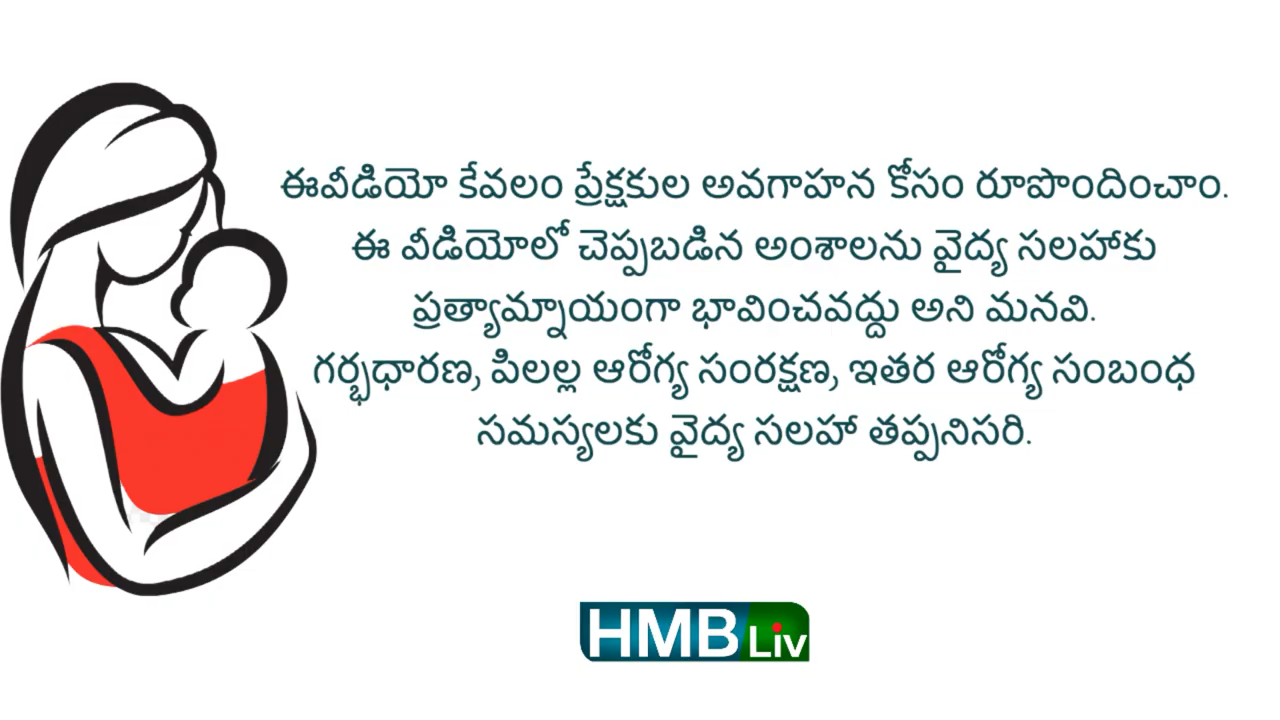 ఈవీడియో కేవలం ప్రేక్షకుల అవగాహన కోసం రూపొందించాం.
ఈ వీడియోలో చెప్పబడిన అంశాలను వైద్య సలహాకు
ప్రత్యామ్నాయంగా భావించవద్దు అని మనవి.
గర్భధారణ, పిలల్ల ఆరోగ్య సంరక్షణ, ఇతర ఆరోగ్య సంబంధ
సమస్యలకు వైద్య సలహా తప్పనిసరి.
HMB Liv